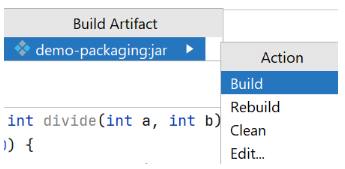 Build Artifact
demo-packaging:jar
Action
Build
Rebuild
Clean
Edit...
int divide(int a, int b)
) {